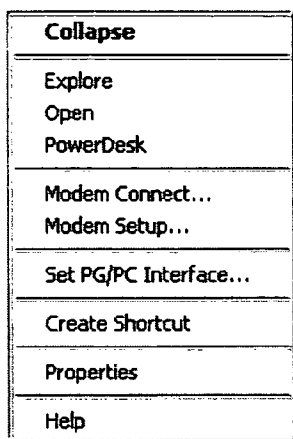 Collapse
Explore
Open
PowerDesk
Modem Connect...
Modem Setup...
Set PG/PC Interface...
Create Shortcut
Properties
Help